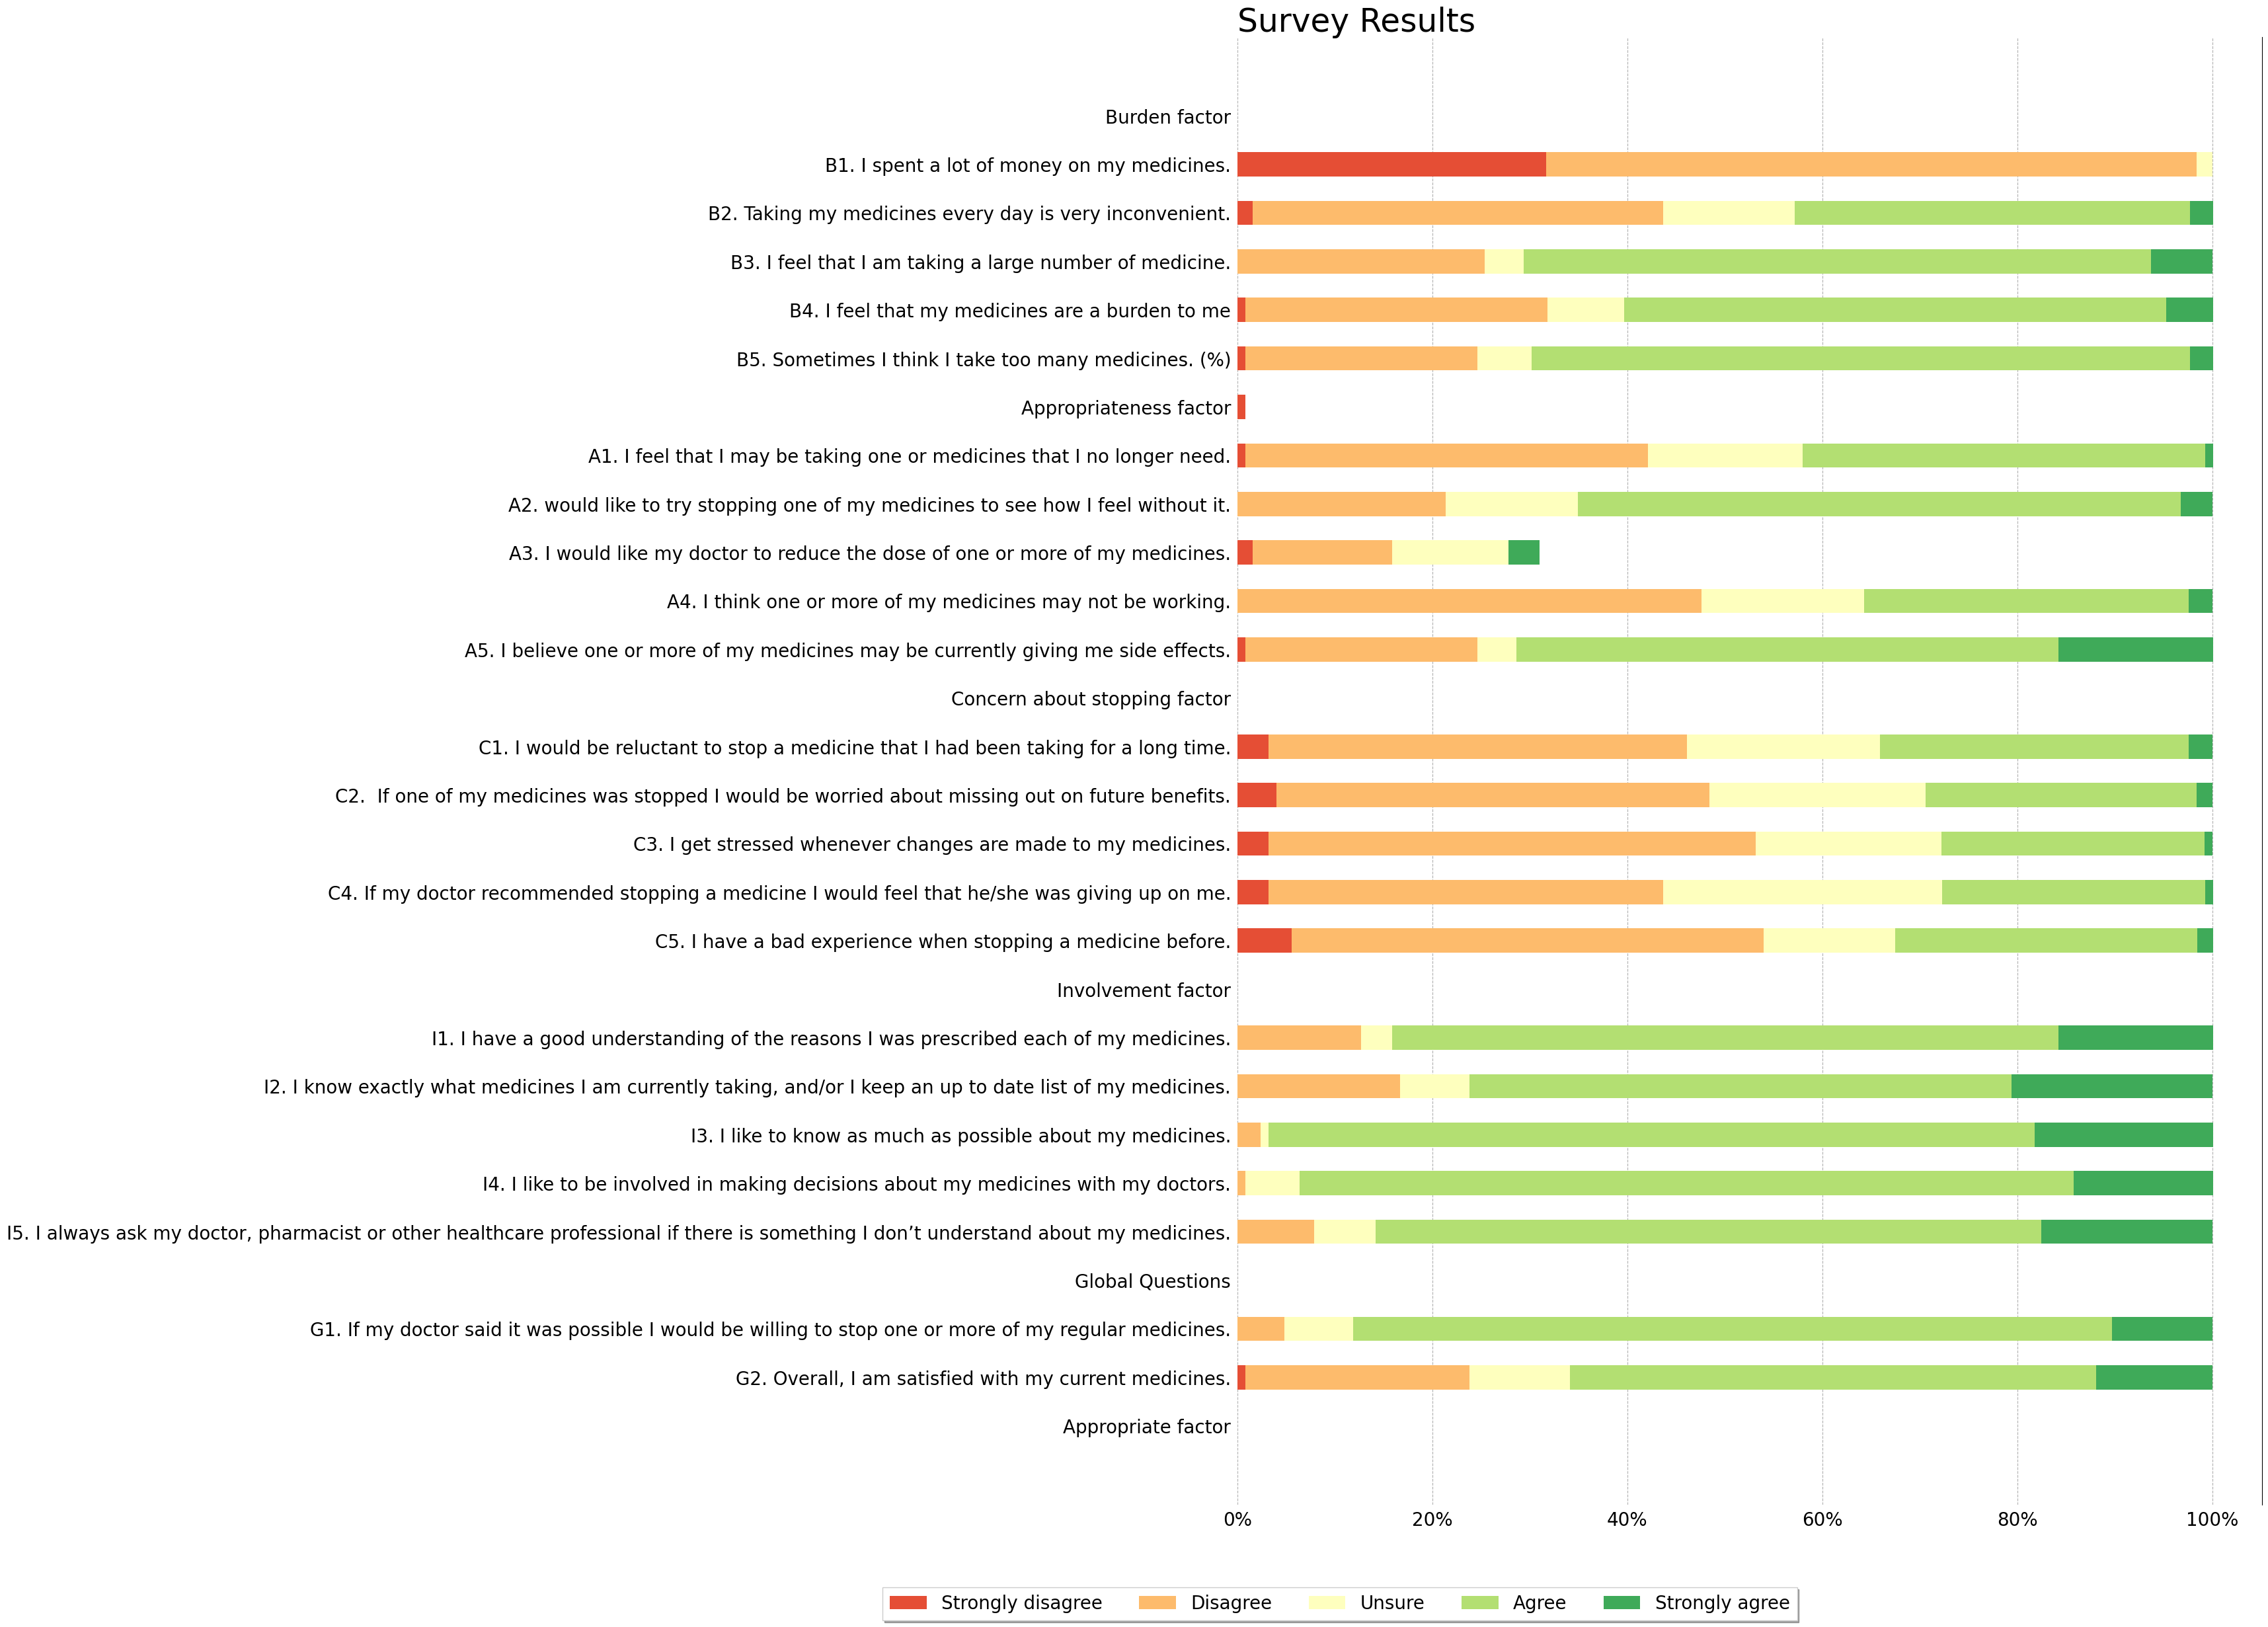 Survey Results
Burden factor
B1. I spent a lot of money on my medicines.
B2. Taking my medicines every day is very inconvenient.
B3. I feel that I am taking a large number of medicine.
B4. I feel that my medicines are a burden to me
B5. Sometimes I think I take too many medicines. (%)
Appropriateness factor
A1. I feel that I may be taking one or medicines that I no longer need.
A2. would like to try stopping one of my medicines to see how I feel without it.
A3. I would like my doctor to reduce the dose of one or more of my medicines.
A4. I think one or more of my medicines may not be working.
A5. I believe one or more of my medicines may be currently giving me side effects.
Concern about stopping factor
C1. I would be reluctant to stop a medicine that I had been taking for a long time.
C2.  If one of my medicines was stopped I would be worried about missing out on future benefits.
C3. I get stressed whenever changes are made to my medicines.
C4. If my doctor recommended stopping a medicine I would feel that he/she was giving up on me.
C5. I have a bad experience when stopping a medicine before.
Involvement factor
I1. I have a good understanding of the reasons I was prescribed each of my medicines.
I2. I know exactly what medicines I am currently taking, and/or I keep an up to date list of my medicines.
I3. I like to know as much as possible about my medicines.
I4. I like to be involved in making decisions about my medicines with my doctors.
I5. I always ask my doctor, pharmacist or other healthcare professional if there is something I don’t understand about my medicines.
Global Questions
G1. If my doctor said it was possible I would be willing to stop one or more of my regular medicines.
G2. Overall, I am satisfied with my current medicines.
Appropriate factor
0% 20% 40% 60% 80% 100%
Strongly disagree Disagree Unsure Agree Strongly agree